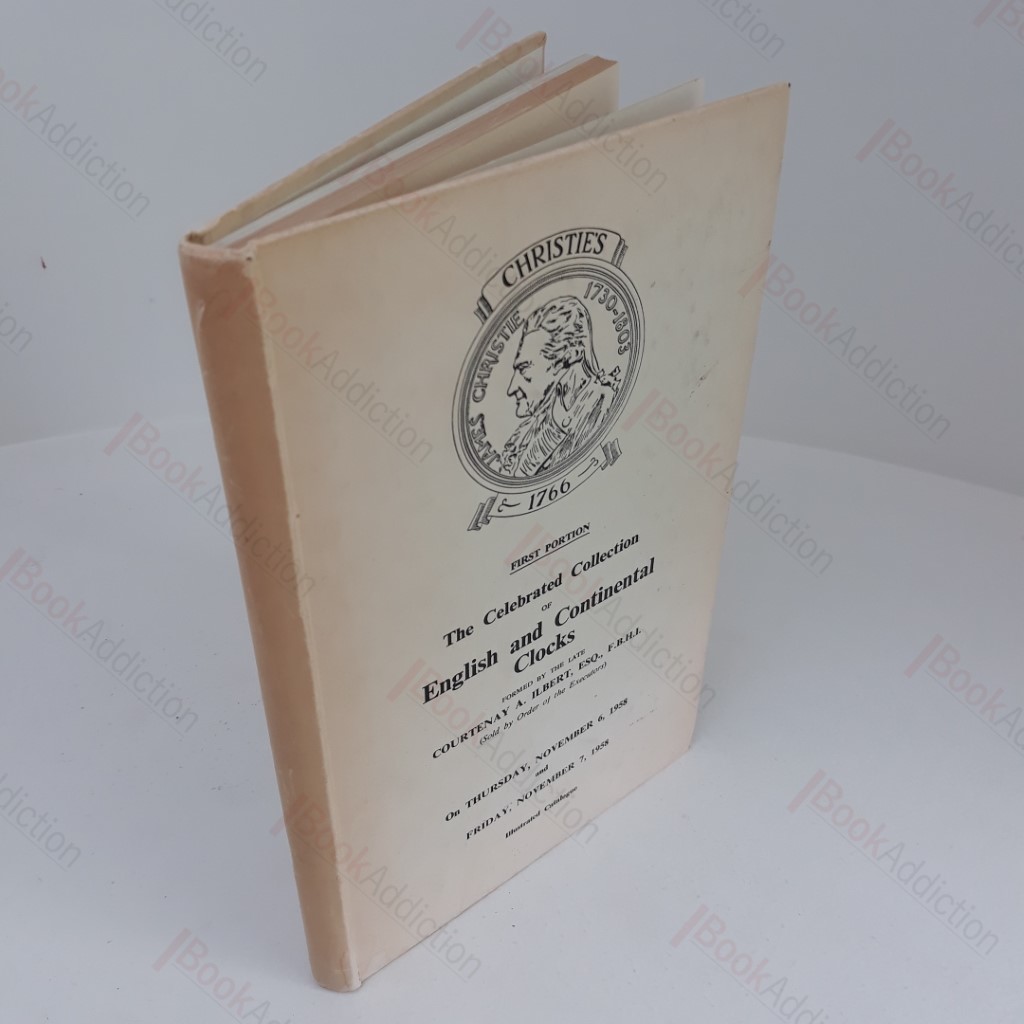 CHRISTIE'S
JAMES CHRISTIE 1730-1803
1766
FIRST PORTION
The Celebrated Collection
OF
English and Continental
Clocks
FORMED BY THE LATE
COURTENAY A. ILBERT, ESQ., F.B.H.I.
(Sold by Order of the Executors)
On THURSDAY, NOVEMBER 6, 1958
and
FRIDAY, NOVEMBER 7, 1958
Illustrated Catalogue
BookAddiction